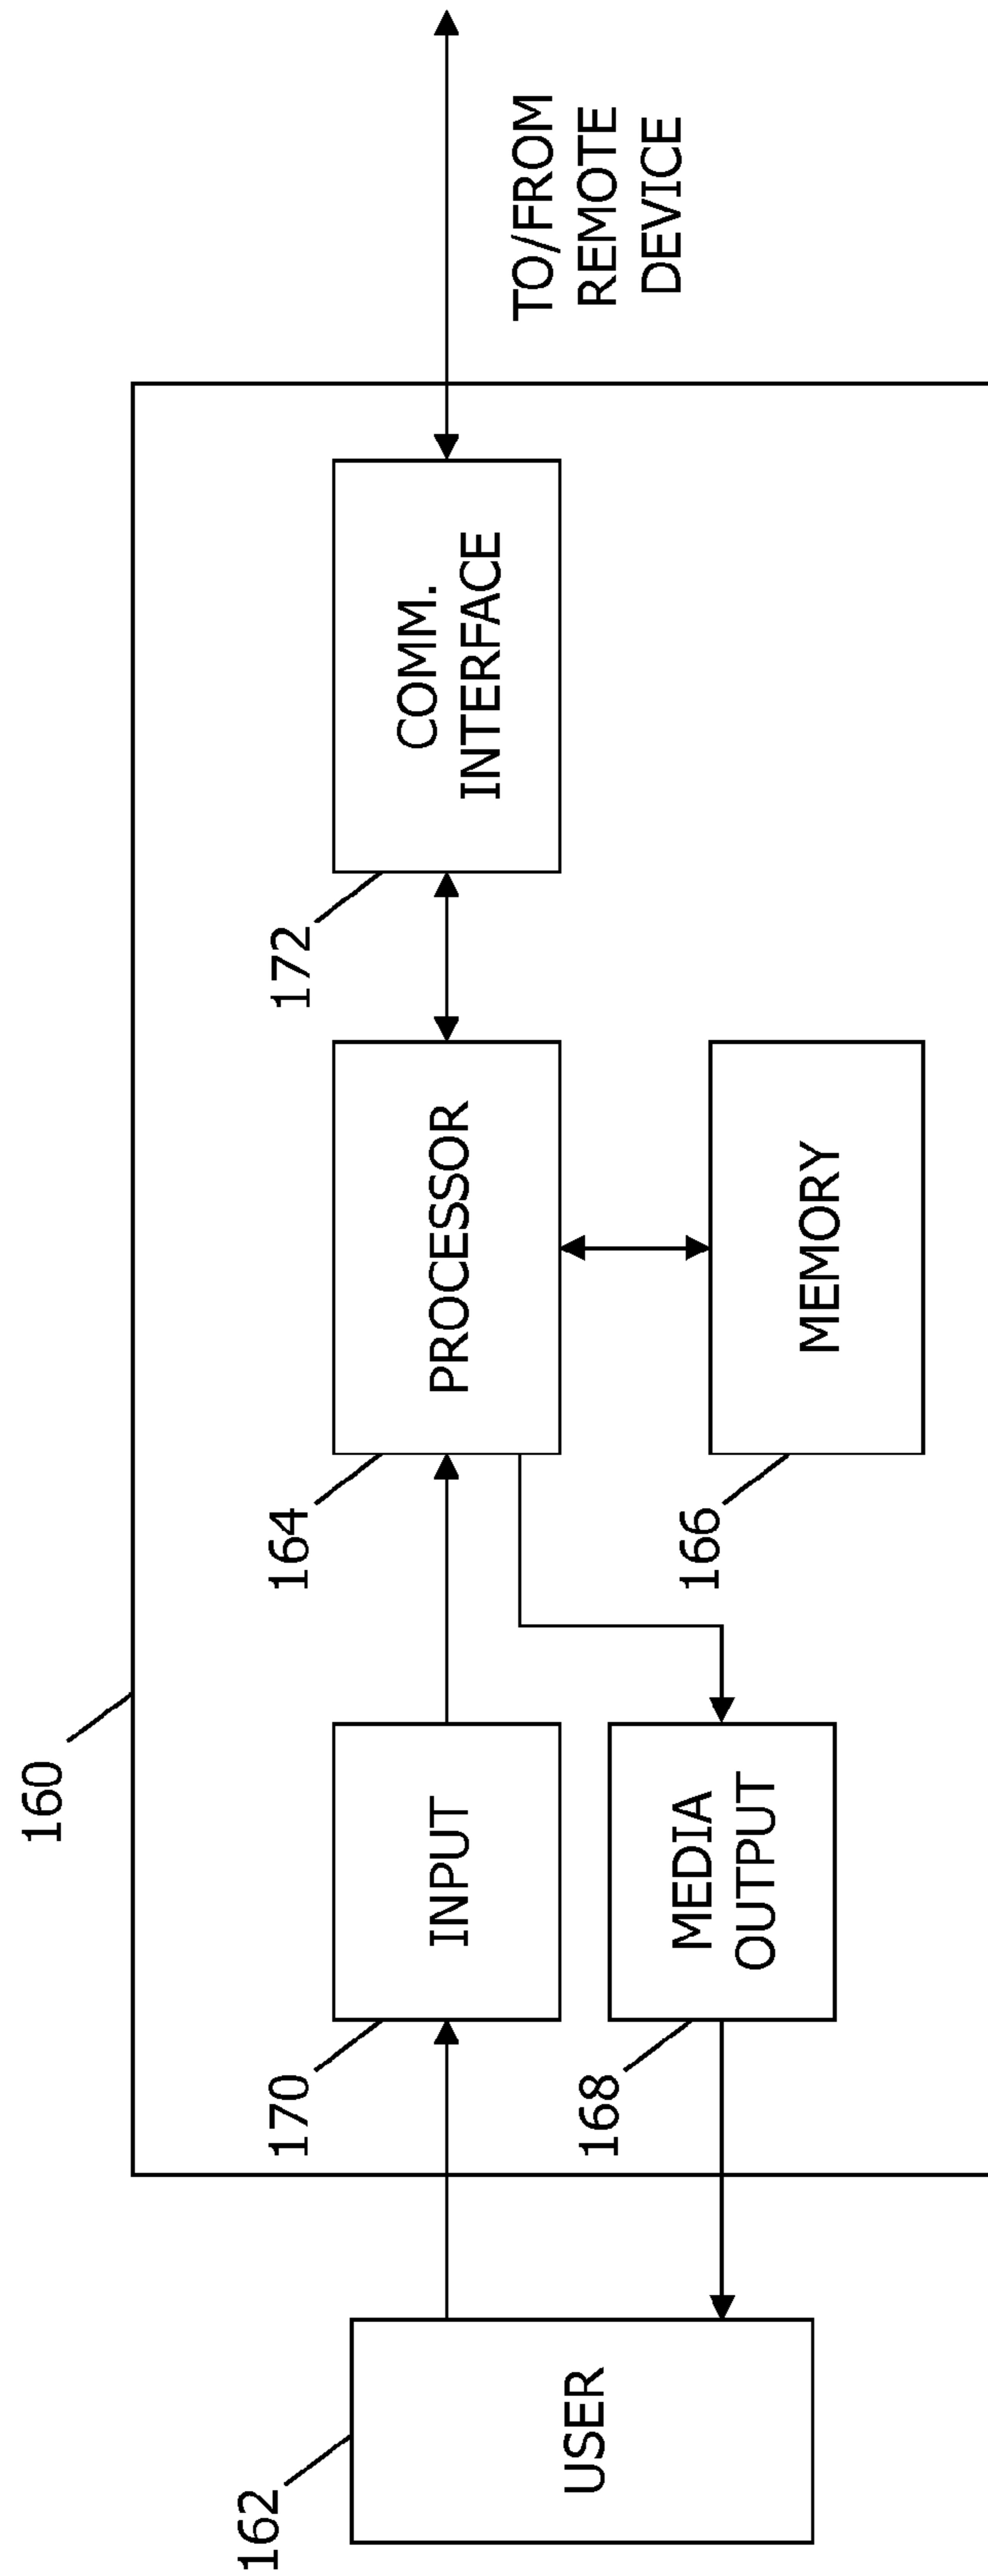 160
162
USER
170
INPUT
168
MEDIA
OUTPUT
164
PROCESSOR
166
MEMORY
172
COMM.
INTERFACE
TO/FROM
REMOTE
DEVICE